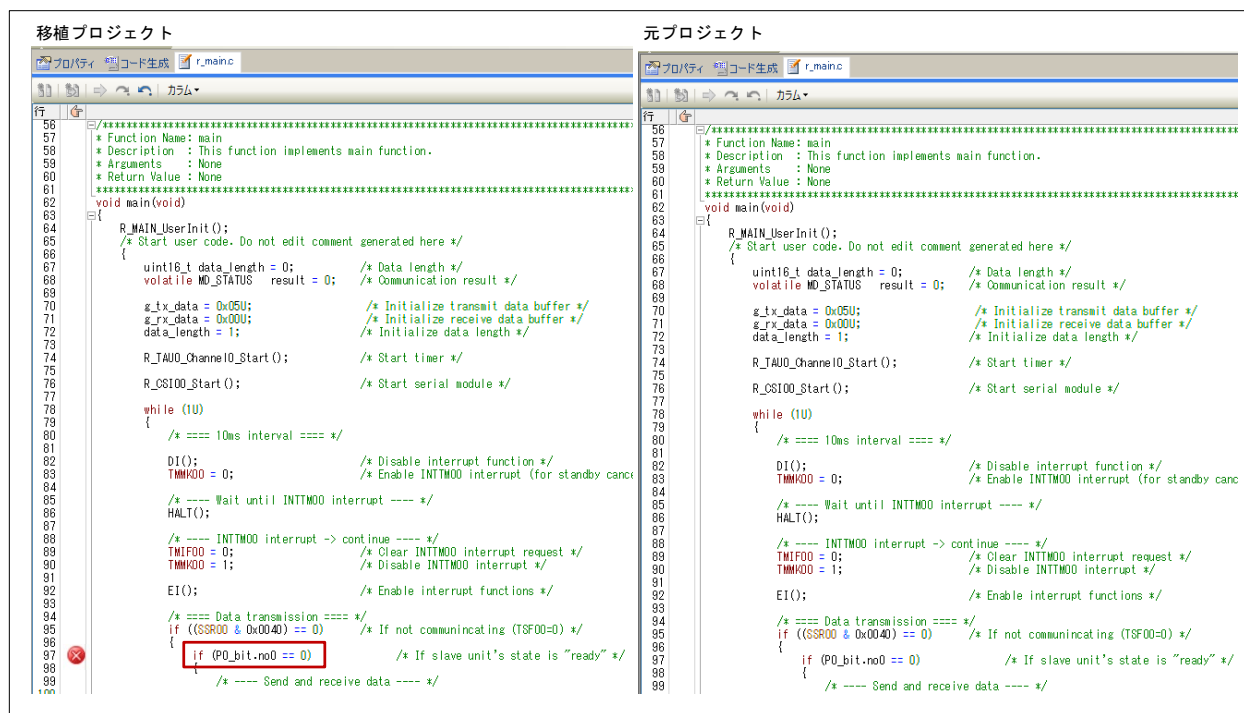 移植プロジェクト
プロパティ コード生成 r_main.c
カラム
行
56 /******************************************************************************
57 * Function Name: main
58 * Description : This function implements main function.
59 * Arguments : None
60 * Return Value : None
61 ******************************************************************************
62 void main(void)
63 {
64 R_MAIN_UserInit();
65 /* Start user code. Do not edit comment generated here */
66 {
67 uint16_t data_length = 0; /* Data length */
68 volatile MD_STATUS result = 0; /* Communication result */
69
70 g_tx_data = 0x05U; /* Initialize transmit data buffer */
71 g_rx_data = 0x00U; /* Initialize receive data buffer */
72 data_length = 1; /* Initialize data length */
73
74 R_TAU0_Channel0_Start(); /* Start timer */
75
76 R_CSI00_Start(); /* Start serial module */
77
78 while (1U)
79 {
80 /* ==== 10ms interval ==== */
81
82 DI(); /* Disable interrupt function */
83 TMMK00 = 0; /* Enable INTTM00 interrupt (for standby cance
84
85 /* ---- Wait until INTTM00 interrupt ---- */
86 HALT();
87
88 /* ---- INTTM00 interrupt -> continue ---- */
89 TMIF00 = 0; /* Clear INTTM00 interrupt request */
90 TMMK00 = 1; /* Disable INTTM00 interrupt */
91
92 EI(); /* Enable interrupt functions */
93
94 /* ==== Data transmission ==== */
95 if ((SSR00 & 0x0040) == 0) /* If not communincating (TSF00=0) */
96 {
97 if (P0_bit.no0 == 0) /* If slave unit's state is "ready" */
98 {
99 /* ---- Send and receive data ---- */
100
元プロジェクト
プロパティ コード生成 r_main.c
カラム
行
56 /******************************************************************************
57 * Function Name: main
58 * Description : This function implements main function.
59 * Arguments : None
60 * Return Value : None
61 ******************************************************************************
62 void main(void)
63 {
64 R_MAIN_UserInit();
65 /* Start user code. Do not edit comment generated here */
66 {
67 uint16_t data_length = 0; /* Data length */
68 volatile MD_STATUS result = 0; /* Communication result */
69
70 g_tx_data = 0x05U; /* Initialize transmit data buffer */
71 g_rx_data = 0x00U; /* Initialize receive data buffer */
72 data_length = 1; /* Initialize data length */
73
74 R_TAU0_Channel0_Start(); /* Start timer */
75
76 R_CSI00_Start(); /* Start serial module */
77
78 while (1U)
79 {
80 /* ==== 10ms interval ==== */
81
82 DI(); /* Disable interrupt function */
83 TMMK00 = 0; /* Enable INTTM00 interrupt (for standby canc
84
85 /* ---- Wait until INTTM00 interrupt ---- */
86 HALT();
87
88 /* ---- INTTM00 interrupt -> continue ---- */
89 TMIF00 = 0; /* Clear INTTM00 interrupt request */
90 TMMK00 = 1; /* Disable INTTM00 interrupt */
91
92 EI(); /* Enable interrupt functions */
93
94 /* ==== Data transmission ==== */
95 if ((SSR00 & 0x0040) == 0) /* If not communincating (TSF00=0) */
96 {
97 if (P0_bit.no0 == 0) /* If slave unit's state is "ready" */
98 {
99 /* ---- Send and receive data ---- */